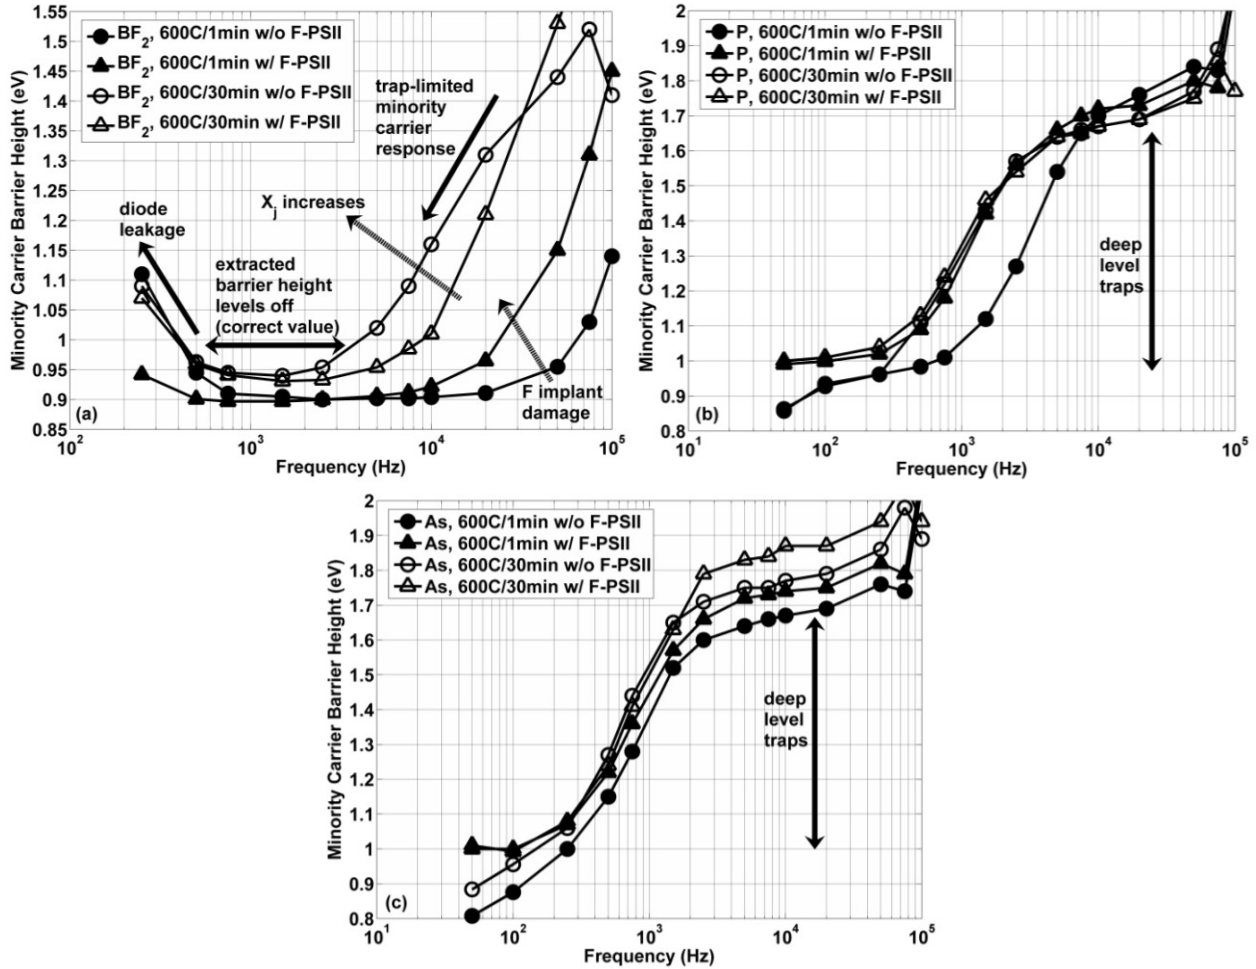 Minority Carrier Barrier Height (eV)
1.55
1.5
1.45
1.4
1.35
1.3
1.25
1.2
1.15
1.1
1.05
1
0.95
0.9
0.85
BF2, 600C/1min w/o F-PSII
BF2, 600C/1min w/ F-PSII
BF2, 600C/30min w/o F-PSII
BF2, 600C/30min w/ F-PSII
trap-limited
minority
carrier
response
Xj increases
diode
leakage
extracted
barrier height
levels off
(correct value)
F implant
damage
(a)
10^2
10^3
10^4
10^5
Frequency (Hz)
Minority Carrier Barrier Height (eV)
2
1.9
1.8
1.7
1.6
1.5
1.4
1.3
1.2
1.1
1
0.9
0.8
P, 600C/1min w/o F-PSII
P, 600C/1min w/ F-PSII
P, 600C/30min w/o F-PSII
P, 600C/30min w/ F-PSII
deep
level
traps
(b)
10^1
10^2
10^3
10^4
10^5
Frequency (Hz)
Minority Carrier Barrier Height (eV)
2
1.9
1.8
1.7
1.6
1.5
1.4
1.3
1.2
1.1
1
0.9
0.8
As, 600C/1min w/o F-PSII
As, 600C/1min w/ F-PSII
As, 600C/30min w/o F-PSII
As, 600C/30min w/ F-PSII
deep
level
traps
(c)
10^1
10^2
10^3
10^4
10^5
Frequency (Hz)